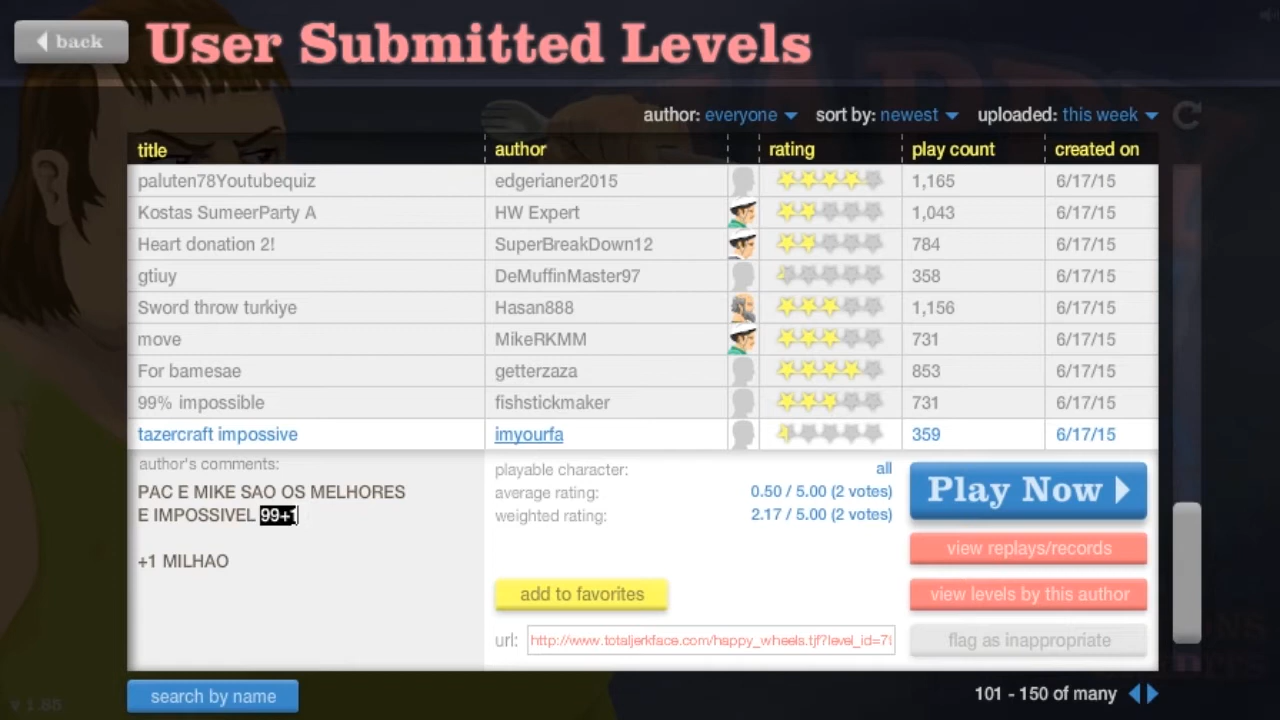 back
User Submitted Levels
author: everyone sort by: newest uploaded: this week
title author rating play count created on
paluten78Youtubequiz edgerianer2015 1,165 6/17/15
Kostas SumeerParty A HW Expert 1,043 6/17/15
Heart donation 2! SuperBreakDown12 784 6/17/15
gtiuy DeMuffinMaster97 358 6/17/15
Sword throw turkiye Hasan888 1,156 6/17/15
move MikeRKMM 731 6/17/15
For bamesae getterzaza 853 6/17/15
99% impossible fishstickmaker 731 6/17/15
tazercraft impossive imyourfa 359 6/17/15
author's comments:
PAC E MIKE SAO OS MELHORES
E IMPOSSIVEL 99+1
+1 MILHAO
playable character: all
average rating: 0.50 / 5.00 (2 votes)
weighted rating: 2.17 / 5.00 (2 votes)
add to favorites
url: http://www.totaljerkface.com/happy_wheels.tjf?level_id=7
Play Now
view replays/records
view levels by this author
flag as inappropriate
search by name
101 - 150 of many
v 1.85